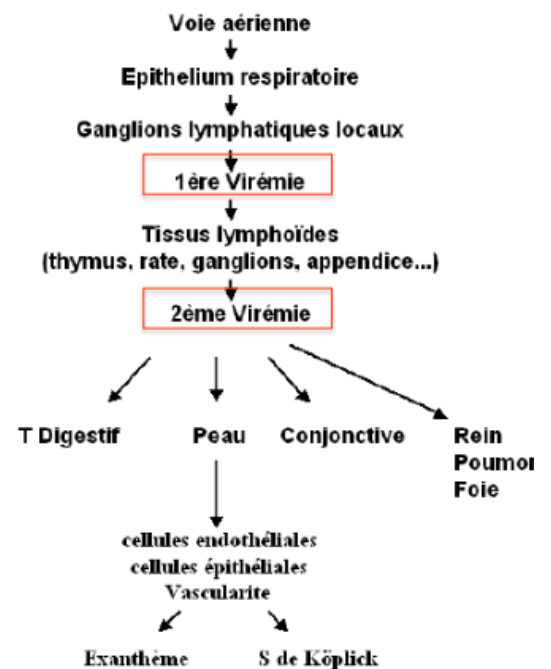 Voie aérienne
Epithelium respiratoire
Ganglions lymphatiques locaux
1ère Virémie
Tissus lymphoïdes
(thymus, rate, ganglions, appendice...)
2ème Virémie
T Digestif Peau Conjonctive Rein
Poumor
Foie
cellules endothéliales
cellules épithéliales
Vascularite
Exanthème S de Köplick